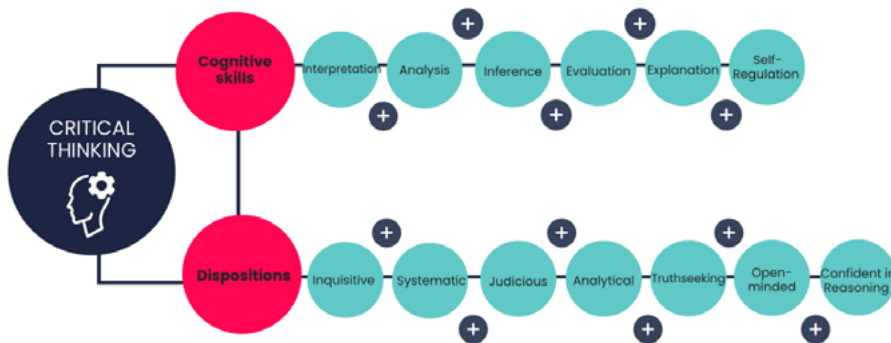 CRITICAL
THINKING
Cognitive
skills
Interpretation
Analysis
Inference
Evaluation
Explanation
Self-
Regulation
+
+
+
+
+
Dispositions
Inquisitive
Systematic
Judicious
Analytical
Truthseeking
Open-
minded
Confident in
Reasoning
+
+
+
+
+
+